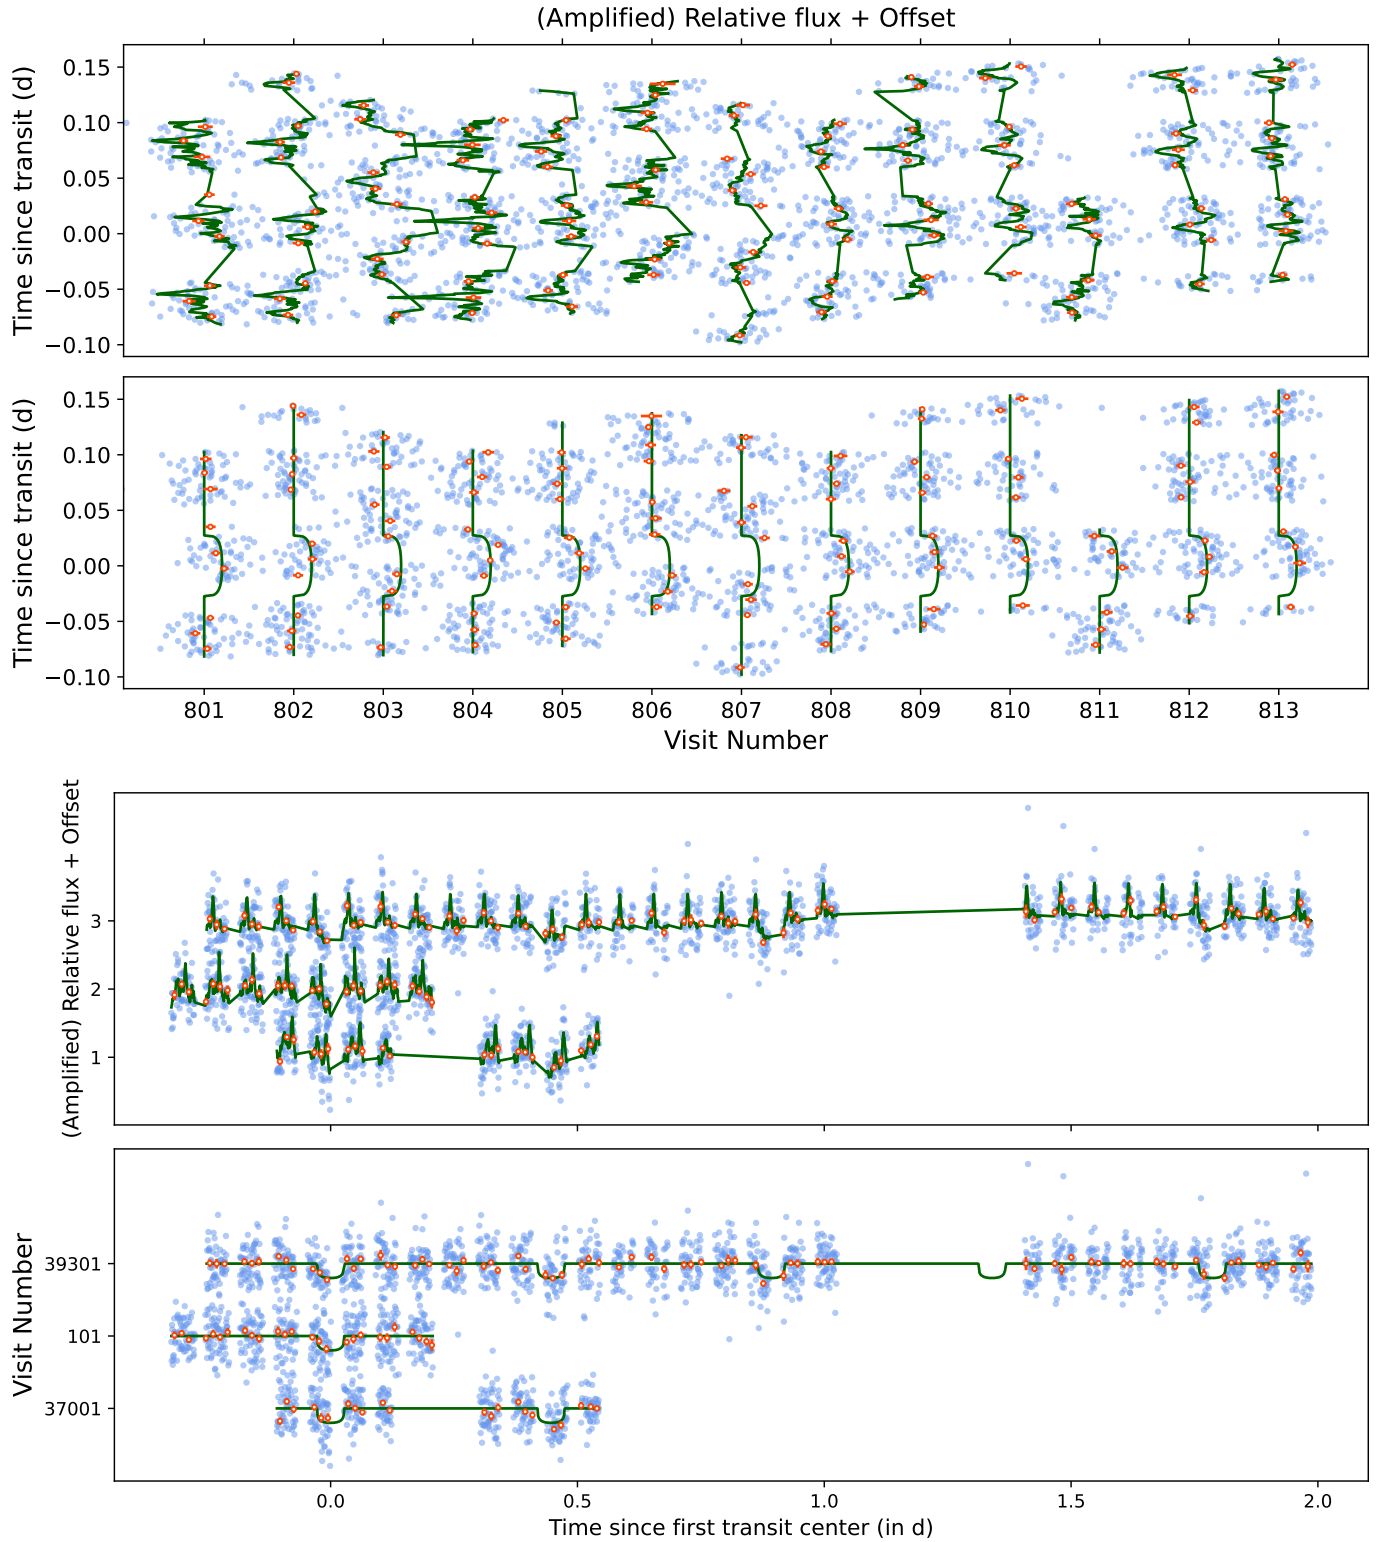 (Amplified) Relative flux + Offset
Time since transit (d)
0.15
0.10
0.05
0.00
−0.05
−0.10
Time since transit (d)
0.15
0.10
0.05
0.00
−0.05
−0.10
801 802 803 804 805 806 807 808 809 810 811 812 813
Visit Number
(Amplified) Relative flux + Offset
3
2
1
Visit Number
39301
101
37001
0.0 0.5 1.0 1.5 2.0
Time since first transit center (in d)